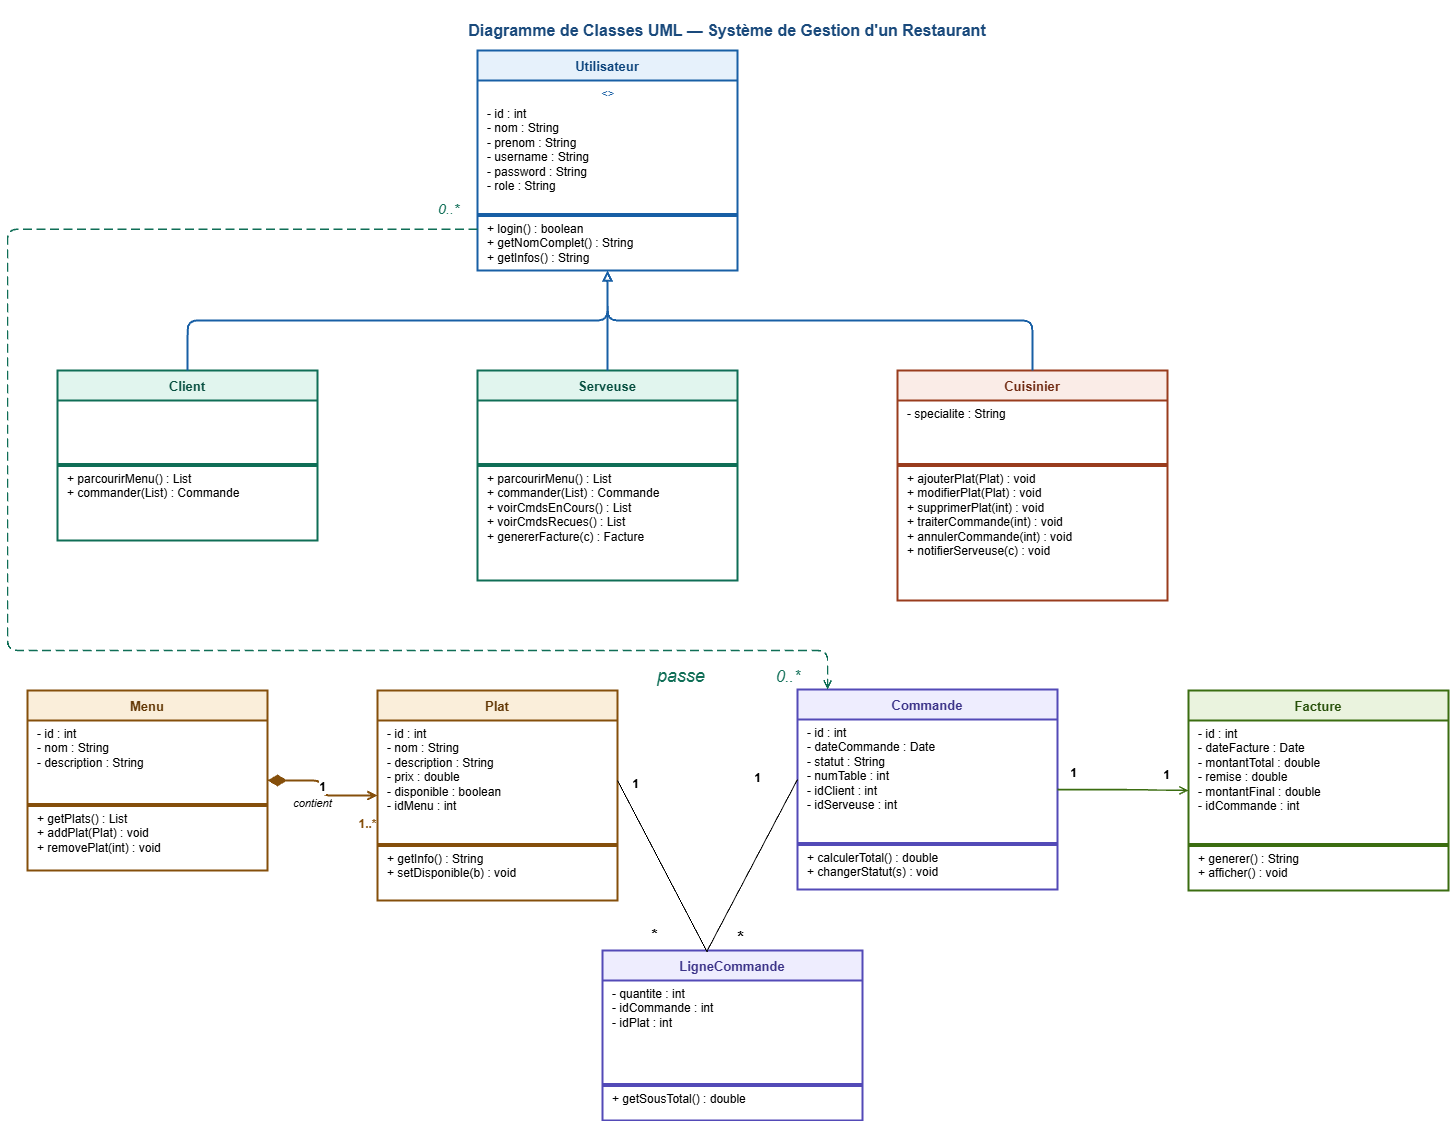 Diagramme de Classes UML — Système de Gestion d'un Restaurant
Utilisateur
<>
- id : int
- nom : String
- prenom : String
- username : String
- password : String
- role : String
+ login() : boolean
+ getNomComplet() : String
+ getInfos() : String
0..*
Client
+ parcourirMenu() : List
+ commander(List) : Commande
Serveuse
+ parcourirMenu() : List
+ commander(List) : Commande
+ voirCmdsEnCours() : List
+ voirCmdsRecues() : List
+ genererFacture(c) : Facture
Cuisinier
- specialite : String
+ ajouterPlat(Plat) : void
+ modifierPlat(Plat) : void
+ supprimerPlat(int) : void
+ traiterCommande(int) : void
+ annulerCommande(int) : void
+ notifierServeuse(c) : void
passe
0..*
Menu
- id : int
- nom : String
- description : String
+ getPlats() : List
+ addPlat(Plat) : void
+ removePlat(int) : void
1
contient
1..*
Plat
- id : int
- nom : String
- description : String
- prix : double
- disponible : boolean
- idMenu : int
+ getInfo() : String
+ setDisponible(b) : void
1
1
Commande
- id : int
- dateCommande : Date
- statut : String
- numTable : int
- idClient : int
- idServeuse : int
+ calculerTotal() : double
+ changerStatut(s) : void
1
1
Facture
- id : int
- dateFacture : Date
- montantTotal : double
- remise : double
- montantFinal : double
- idCommande : int
+ generer() : String
+ afficher() : void
*
*
LigneCommande
- quantite : int
- idCommande : int
- idPlat : int
+ getSousTotal() : double